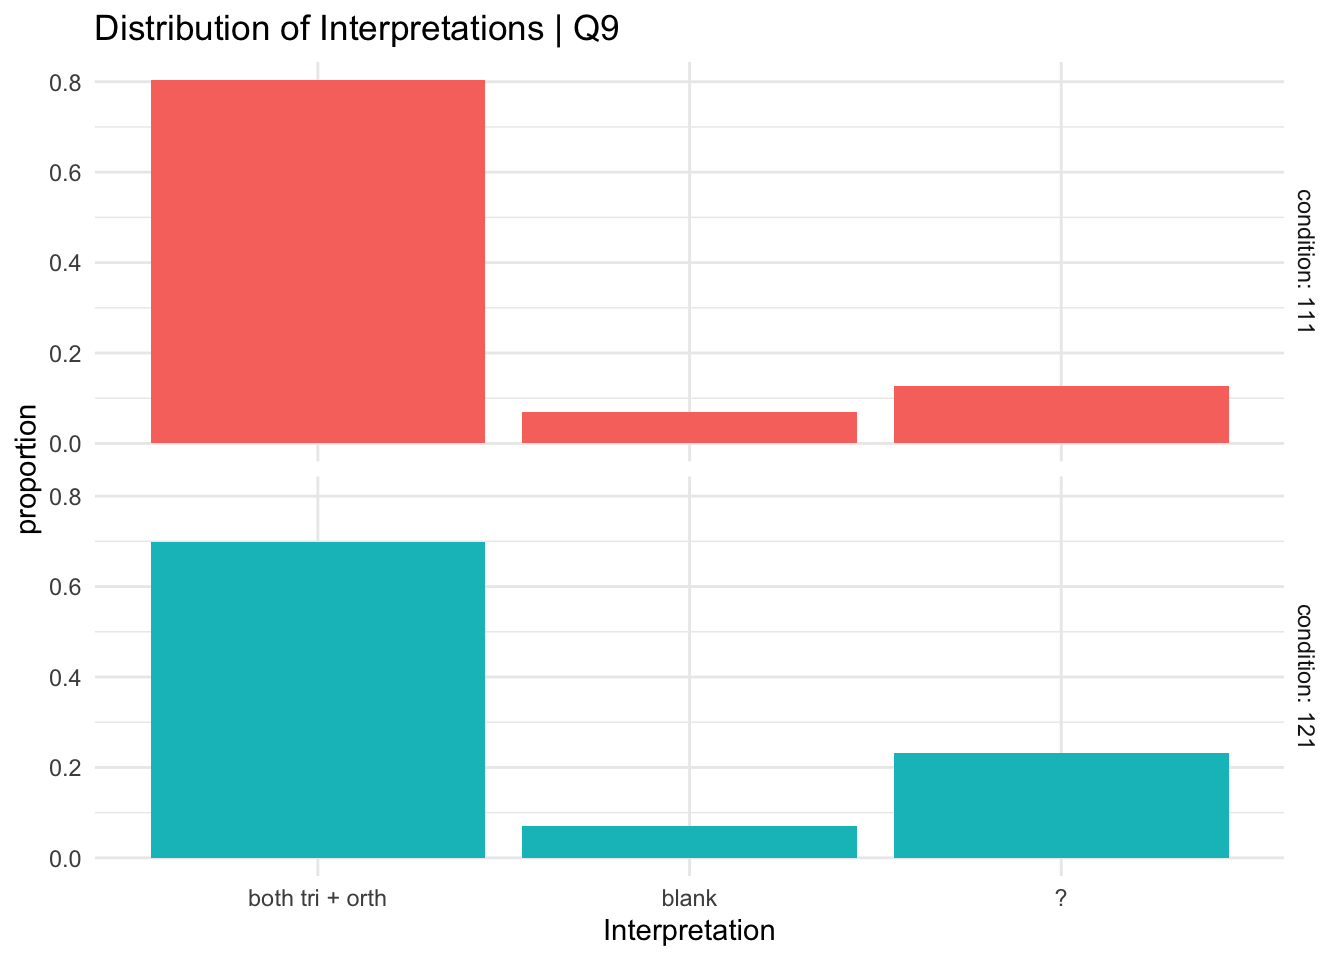 Distribution of Interpretations | Q9
0.8
0.6
0.4
0.2
0.0
condition: 111
proportion
0.8
0.6
0.4
0.2
0.0
condition: 121
both tri + orth
blank
?
Interpretation